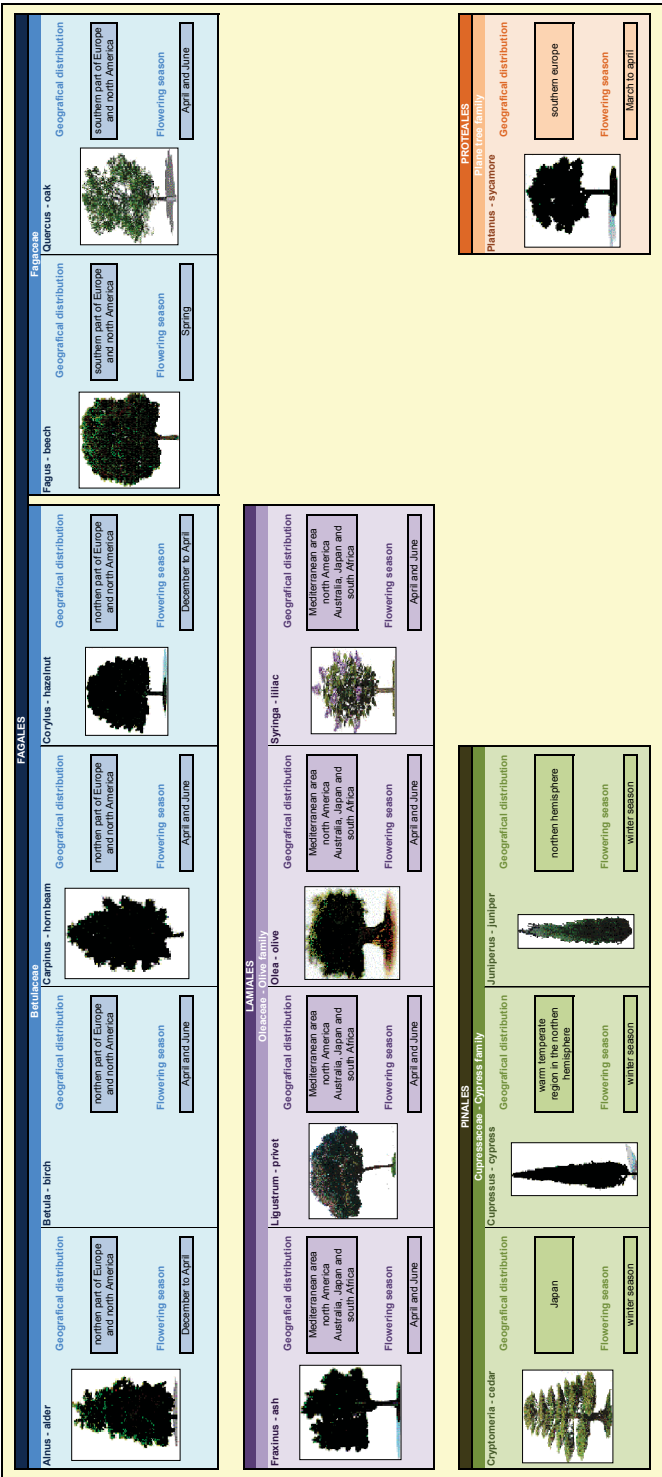 FAGALES
Betulaceae
Alnus - alder
Geografical distribution
northen part of Europe
and north America
Flowering season
December to April
Betula - birch
Geografical distribution
northen part of Europe
and north America
Flowering season
April and June
Carpinus - hornbeam
Geografical distribution
northen part of Europe
and north America
Flowering season
April and June
Corylus - hazelnut
Geografical distribution
northen part of Europe
and north America
Flowering season
December to April
Fagaceae
Fagus - beech
Geografical distribution
southern part of Europe
and north America
Flowering season
Spring
Quercus - oak
Geografical distribution
southern part of Europe
and north America
Flowering season
April and June
LAMIALES
Oleaceae - Olive family
Fraxinus - ash
Geografical distribution
Mediterranean area
north America
Australia, Japan and
south Africa
Flowering season
April and June
Ligustrum - privet
Geografical distribution
Mediterranean area
north America
Australia, Japan and
south Africa
Flowering season
April and June
Olea - olive
Geografical distribution
Mediterranean area
north America
Australia, Japan and
south Africa
Flowering season
April and June
Syringa - liliac
Geografical distribution
Mediterranean area
north America
Australia, Japan and
south Africa
Flowering season
April and June
PINALES
Cupressaceae - Cypress family
Cryptomeria - cedar
Geografical distribution
Japan
Flowering season
winter season
Cupressus - cypress
Geografical distribution
warm temperate
region in the northen
hemisphere
Flowering season
winter season
Juniperus - juniper
Geografical distribution
northen hemisphere
Flowering season
winter season
PROTEALES
Plane tree family
Platanus - sycamore
Geografical distribution
southern europe
Flowering season
March to april